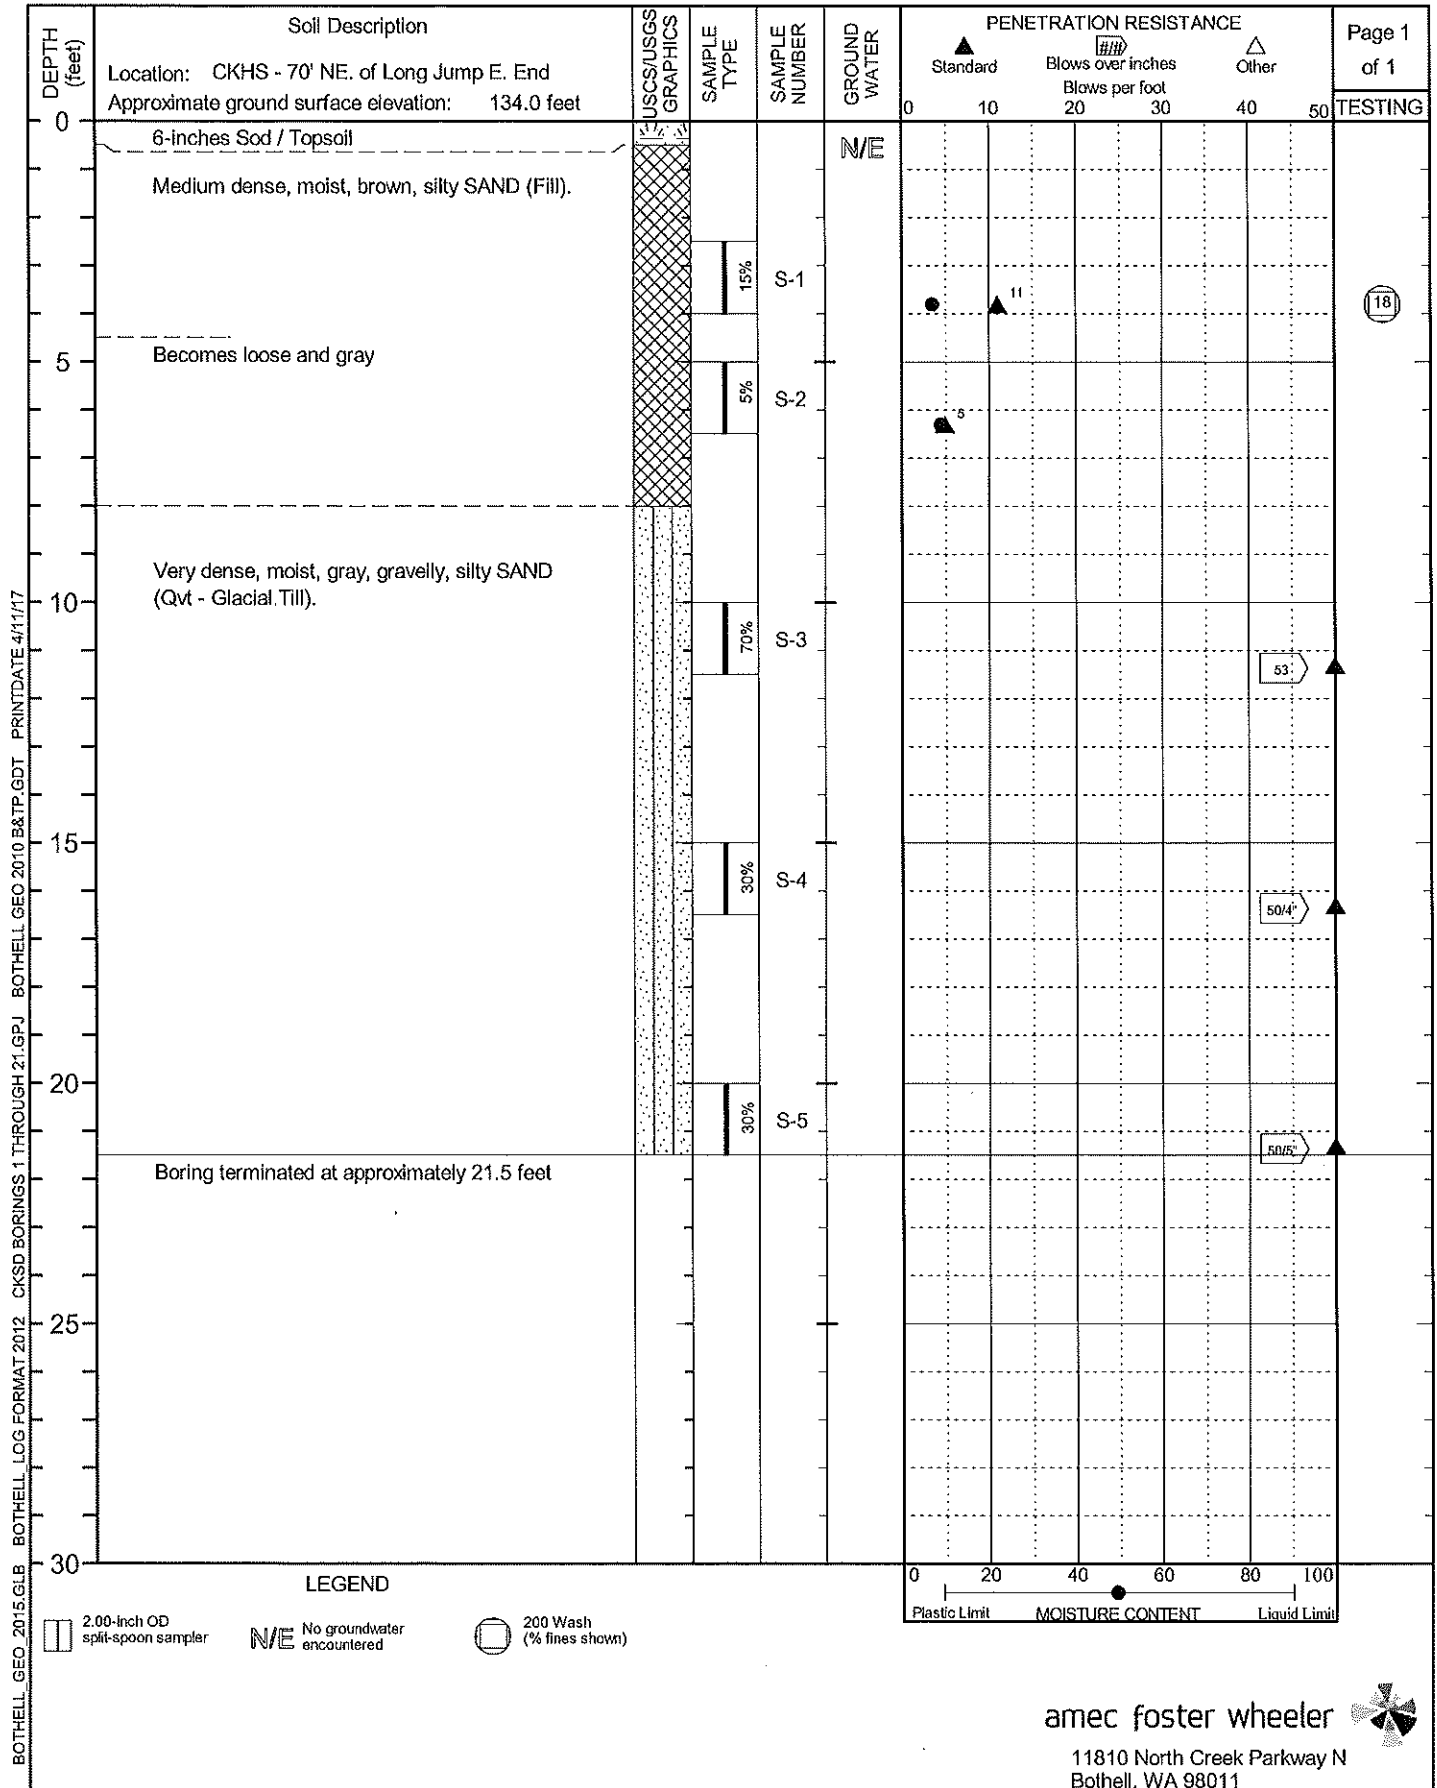 DEPTH
(feet)
Soil Description
Location: CKHS - 70' NE. of Long Jump E. End
Approximate ground surface elevation: 134.0 feet
USCS/USGS
GRAPHICS
SAMPLE
TYPE
SAMPLE
NUMBER
GROUND
WATER
PENETRATION RESISTANCE
Standard
#/#
Blows over inches
Other
Blows per foot
0 10 20 30 40 50
Page 1
of 1
TESTING
0
6-inches Sod / Topsoil
N/E
Medium dense, moist, brown, silty SAND (Fill).
15%
S-1
11
18
Becomes loose and gray
5
5%
S-2
5
Very dense, moist, gray, gravelly, silty SAND
(Qvt - Glacial Till).
10
70%
S-3
53
15
30%
S-4
50/4"
20
30%
S-5
50/5"
Boring terminated at approximately 21.5 feet
25
30
0 20 40 60 80 100
Plastic Limit MOISTURE CONTENT Liquid Limit
LEGEND
2.00-inch OD
split-spoon sampler
N/E No groundwater
encountered
200 Wash
(% fines shown)
BOTHELL_GEO_2015.GLB BOTHELL_LOG FORMAT 2012 CKSD BORINGS 1 THROUGH 21.GPJ BOTHELL GEO 2010 B&TP.GDT PRINTDATE 4/11/17
amec foster wheeler
11810 North Creek Parkway N
Bothell, WA 98011